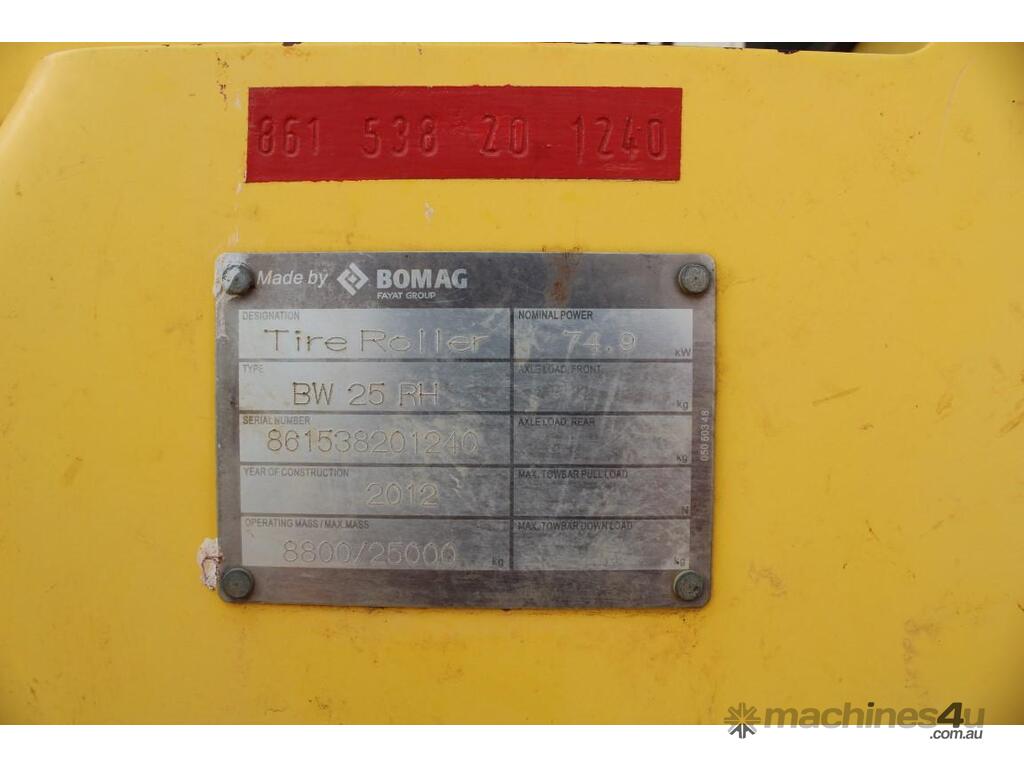 861 538 20 1240
Made by BOMAG
FAYAT GROUP
DESIGNATION
Tire Roller
NOMINAL POWER
74.9
kW
TYPE
BW 25 RH
AXLE LOAD, FRONT
kg
SERIAL NUMBER
861538201240
AXLE LOAD, REAR
kg
YEAR OF CONSTRUCTION
2012
MAX. TOWBAR PULL LOAD
N
OPERATING MASS / MAX. MASS
8800/25000
kg
MAX. TOWBAR DOWN LOAD
kg
050 603 48
machines4u
.com.au